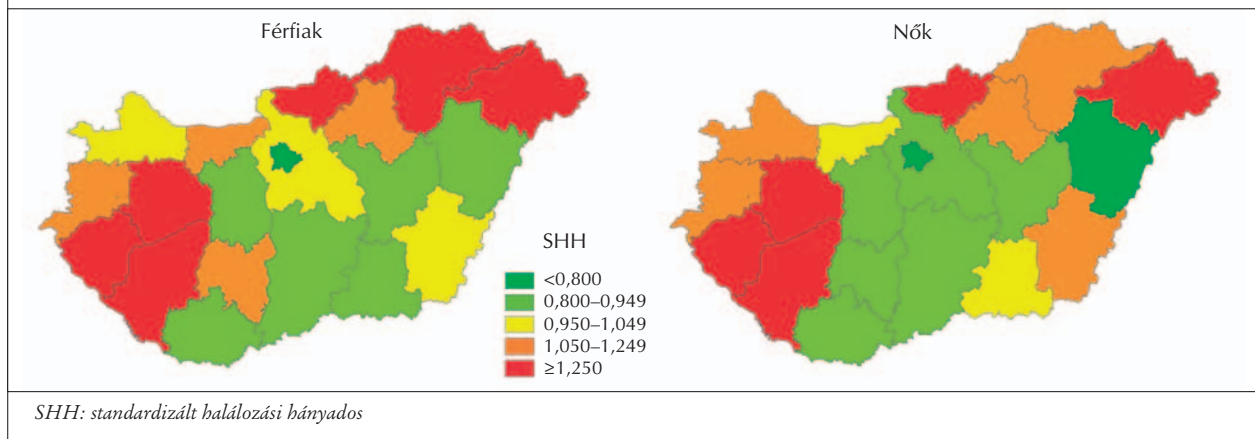 Férfiak
Nők
SHH
<0,800
0,800–0,949
0,950–1,049
1,050–1,249
≥1,250
SHH: standardizált halálozási hányados